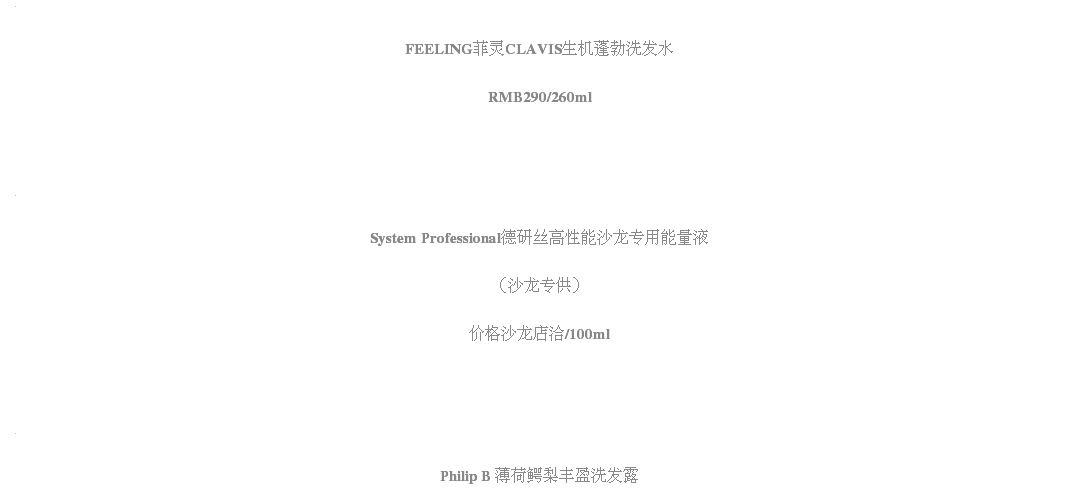 FEELING菲灵CLAVIS生机蓬勃洗发水
RMB290/260ml
System Professional德研丝高性能沙龙专用能量液
（沙龙专供）
价格沙龙店洽/100ml
Philip B 薄荷鳄梨丰盈洗发露